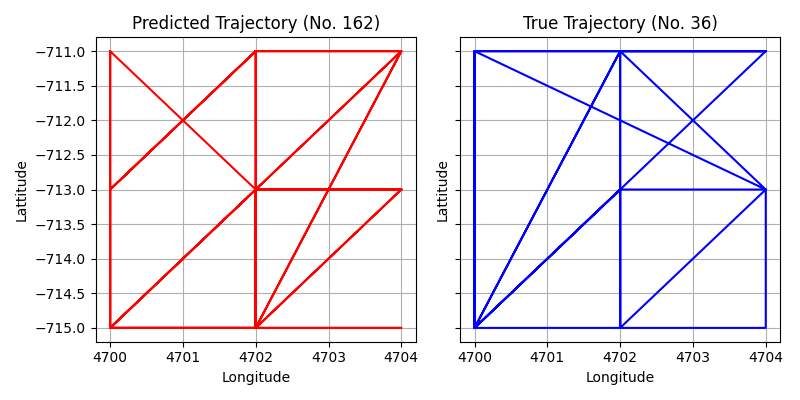 Predicted Trajectory (No. 162)
True Trajectory (No. 36)
Lattitude
−711.0
−711.5
−712.0
−712.5
−713.0
−713.5
−714.0
−714.5
−715.0
4700 4701 4702 4703 4704
Longitude
Lattitude
4700 4701 4702 4703 4704
Longitude